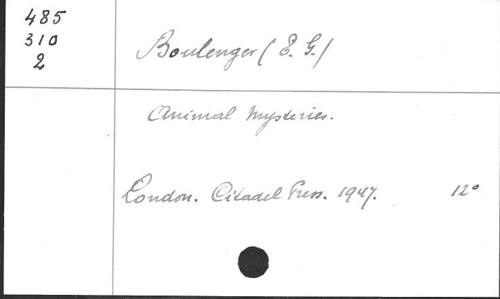 485
310
2
Boulenger (E. G.)
Animal Mysteries.
London. Citadel Press. 1947. 12°